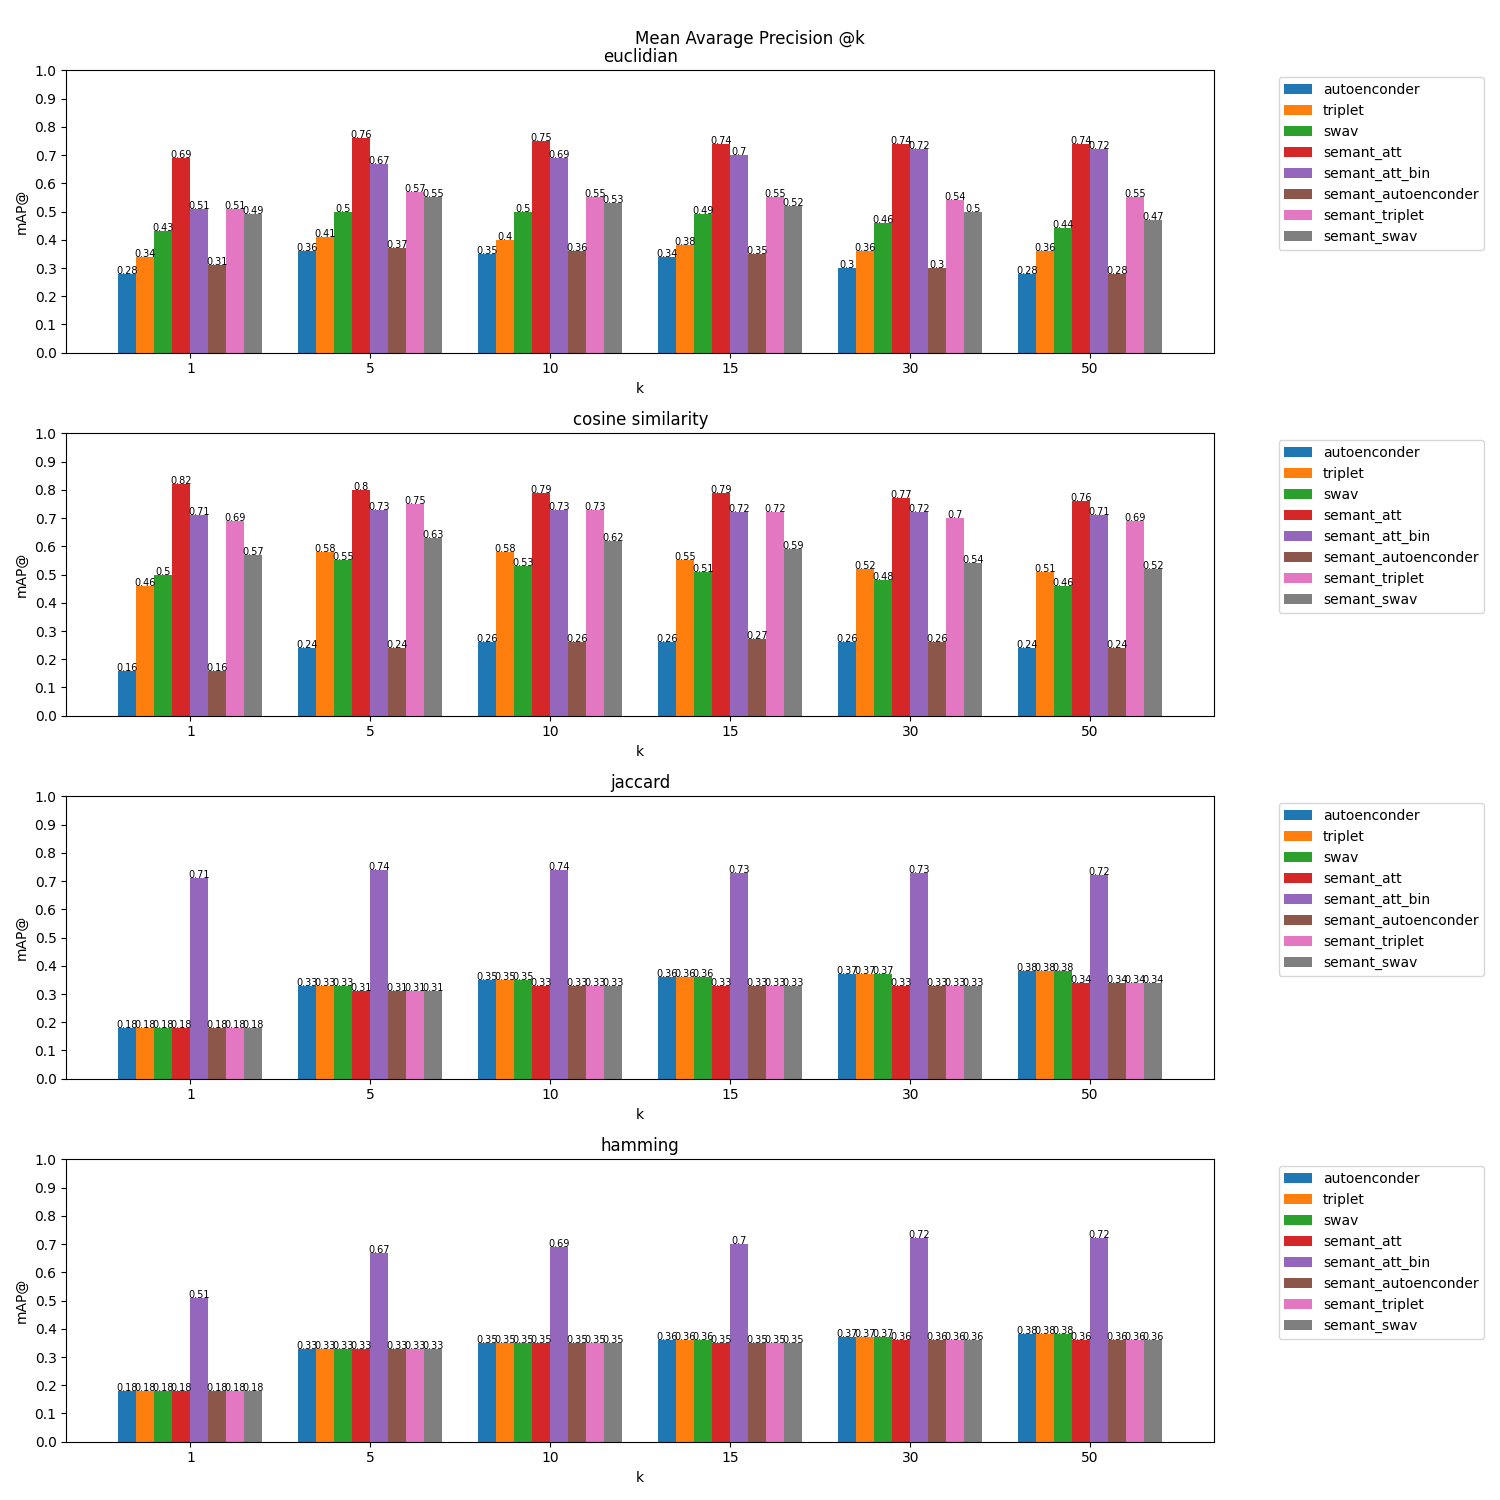 Mean Avarage Precision @k
euclidian
1.0
0.9
0.8
0.7
0.6
0.5
0.4
0.3
0.2
0.1
0.0
mAP@
0.28 0.34 0.43 0.69 0.51 0.31 0.51 0.49
0.36 0.41 0.5 0.76 0.67 0.37 0.57 0.55
0.35 0.4 0.5 0.75 0.69 0.36 0.55 0.53
0.34 0.38 0.49 0.74 0.7 0.35 0.55 0.52
0.3 0.36 0.46 0.74 0.72 0.3 0.54 0.5
0.28 0.36 0.44 0.74 0.72 0.28 0.55 0.47
1 5 10 15 30 50
k
autoenconder
triplet
swav
semant_att
semant_att_bin
semant_autoenconder
semant_triplet
semant_swav
cosine similarity
1.0
0.9
0.8
0.7
0.6
0.5
0.4
0.3
0.2
0.1
0.0
mAP@
0.16 0.46 0.5 0.82 0.71 0.16 0.69 0.57
0.24 0.58 0.55 0.8 0.73 0.24 0.75 0.63
0.26 0.58 0.53 0.79 0.73 0.26 0.73 0.62
0.26 0.55 0.51 0.79 0.72 0.27 0.72 0.59
0.26 0.52 0.48 0.77 0.72 0.26 0.7 0.54
0.24 0.51 0.46 0.76 0.71 0.24 0.69 0.52
1 5 10 15 30 50
k
autoenconder
triplet
swav
semant_att
semant_att_bin
semant_autoenconder
semant_triplet
semant_swav
jaccard
1.0
0.9
0.8
0.7
0.6
0.5
0.4
0.3
0.2
0.1
0.0
mAP@
0.18 0.18 0.18 0.18 0.71 0.18 0.18 0.18
0.33 0.33 0.33 0.31 0.74 0.31 0.31 0.31
0.35 0.35 0.35 0.33 0.74 0.33 0.33 0.33
0.36 0.36 0.36 0.33 0.73 0.33 0.33 0.33
0.37 0.37 0.37 0.33 0.73 0.33 0.33 0.33
0.38 0.38 0.38 0.34 0.72 0.34 0.34 0.34
1 5 10 15 30 50
k
autoenconder
triplet
swav
semant_att
semant_att_bin
semant_autoenconder
semant_triplet
semant_swav
hamming
1.0
0.9
0.8
0.7
0.6
0.5
0.4
0.3
0.2
0.1
0.0
mAP@
0.18 0.18 0.18 0.18 0.51 0.18 0.18 0.18
0.33 0.33 0.33 0.33 0.67 0.33 0.33 0.33
0.35 0.35 0.35 0.35 0.69 0.35 0.35 0.35
0.36 0.36 0.36 0.35 0.7 0.35 0.35 0.35
0.37 0.37 0.37 0.36 0.72 0.36 0.36 0.36
0.38 0.38 0.38 0.36 0.72 0.36 0.36 0.36
1 5 10 15 30 50
k
autoenconder
triplet
swav
semant_att
semant_att_bin
semant_autoenconder
semant_triplet
semant_swav